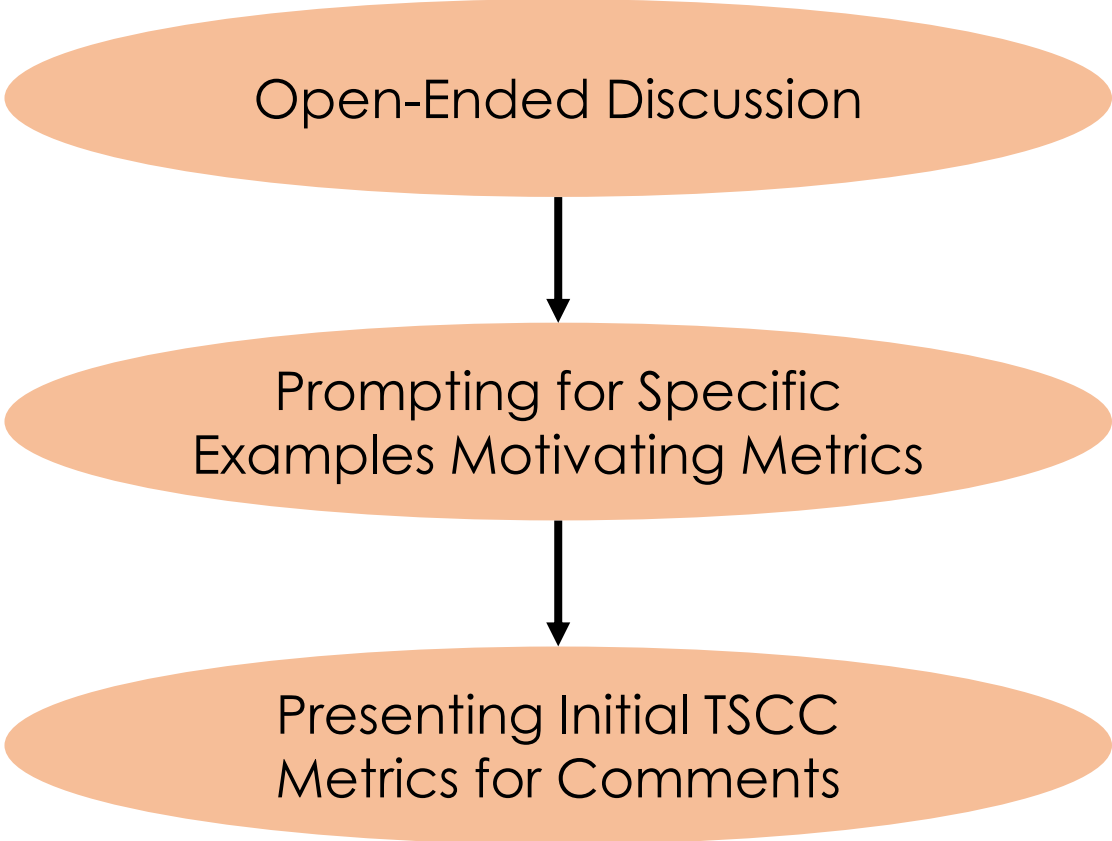 Open-Ended Discussion
Prompting for Specific
Examples Motivating Metrics
Presenting Initial TSCC
Metrics for Comments